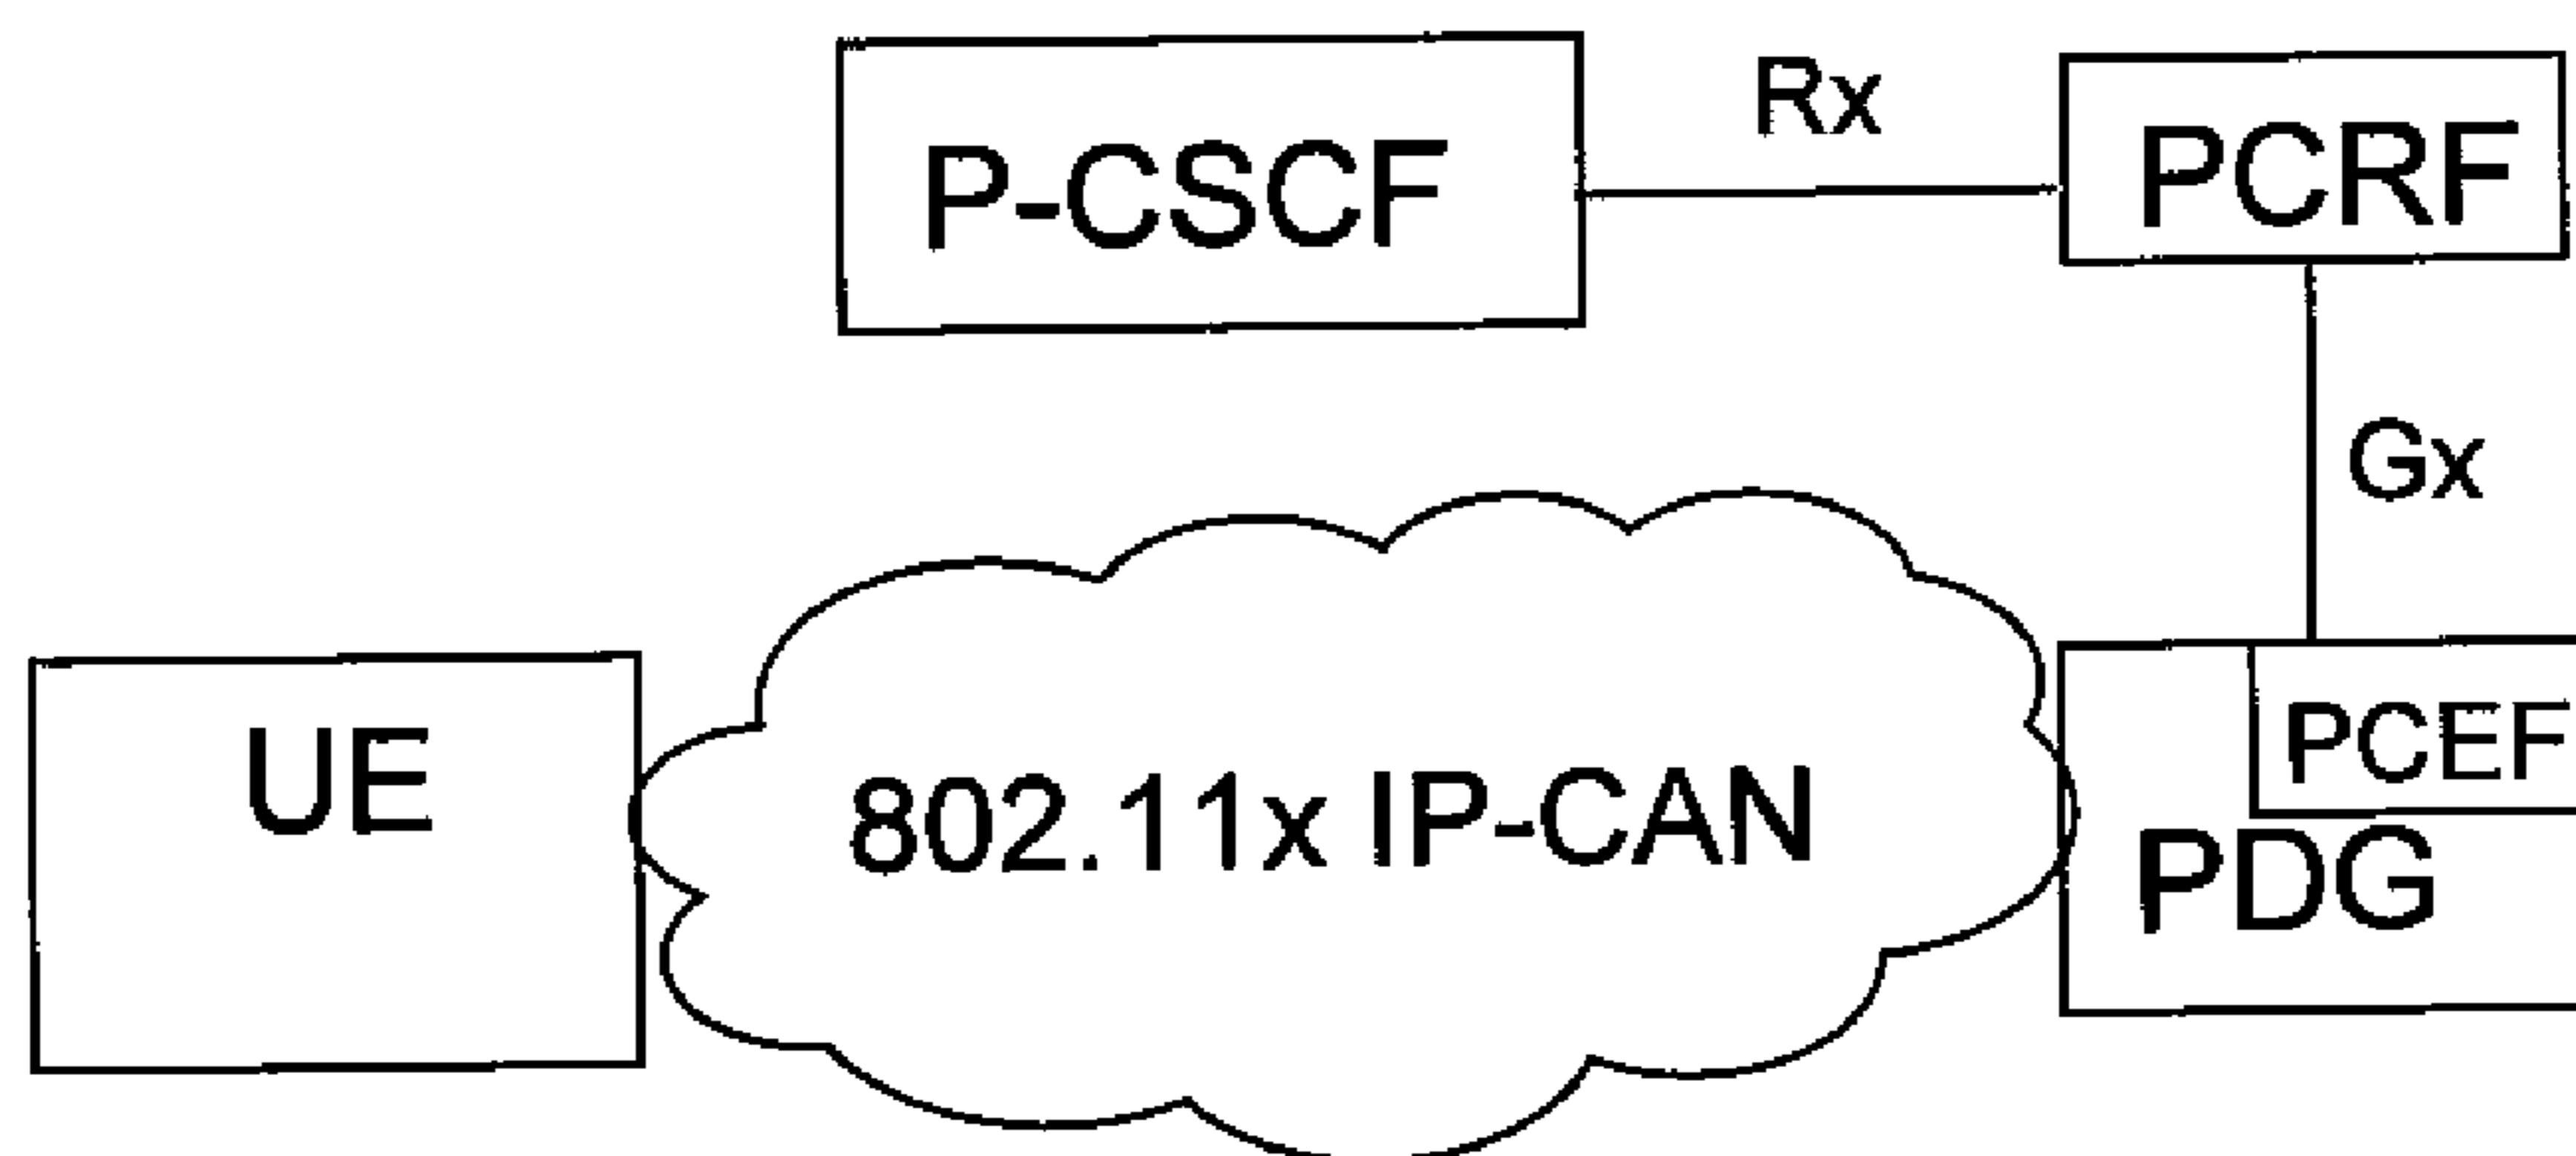 P-CSCF
Rx
PCRF
Gx
UE
802.11x IP-CAN
PCEF
PDG